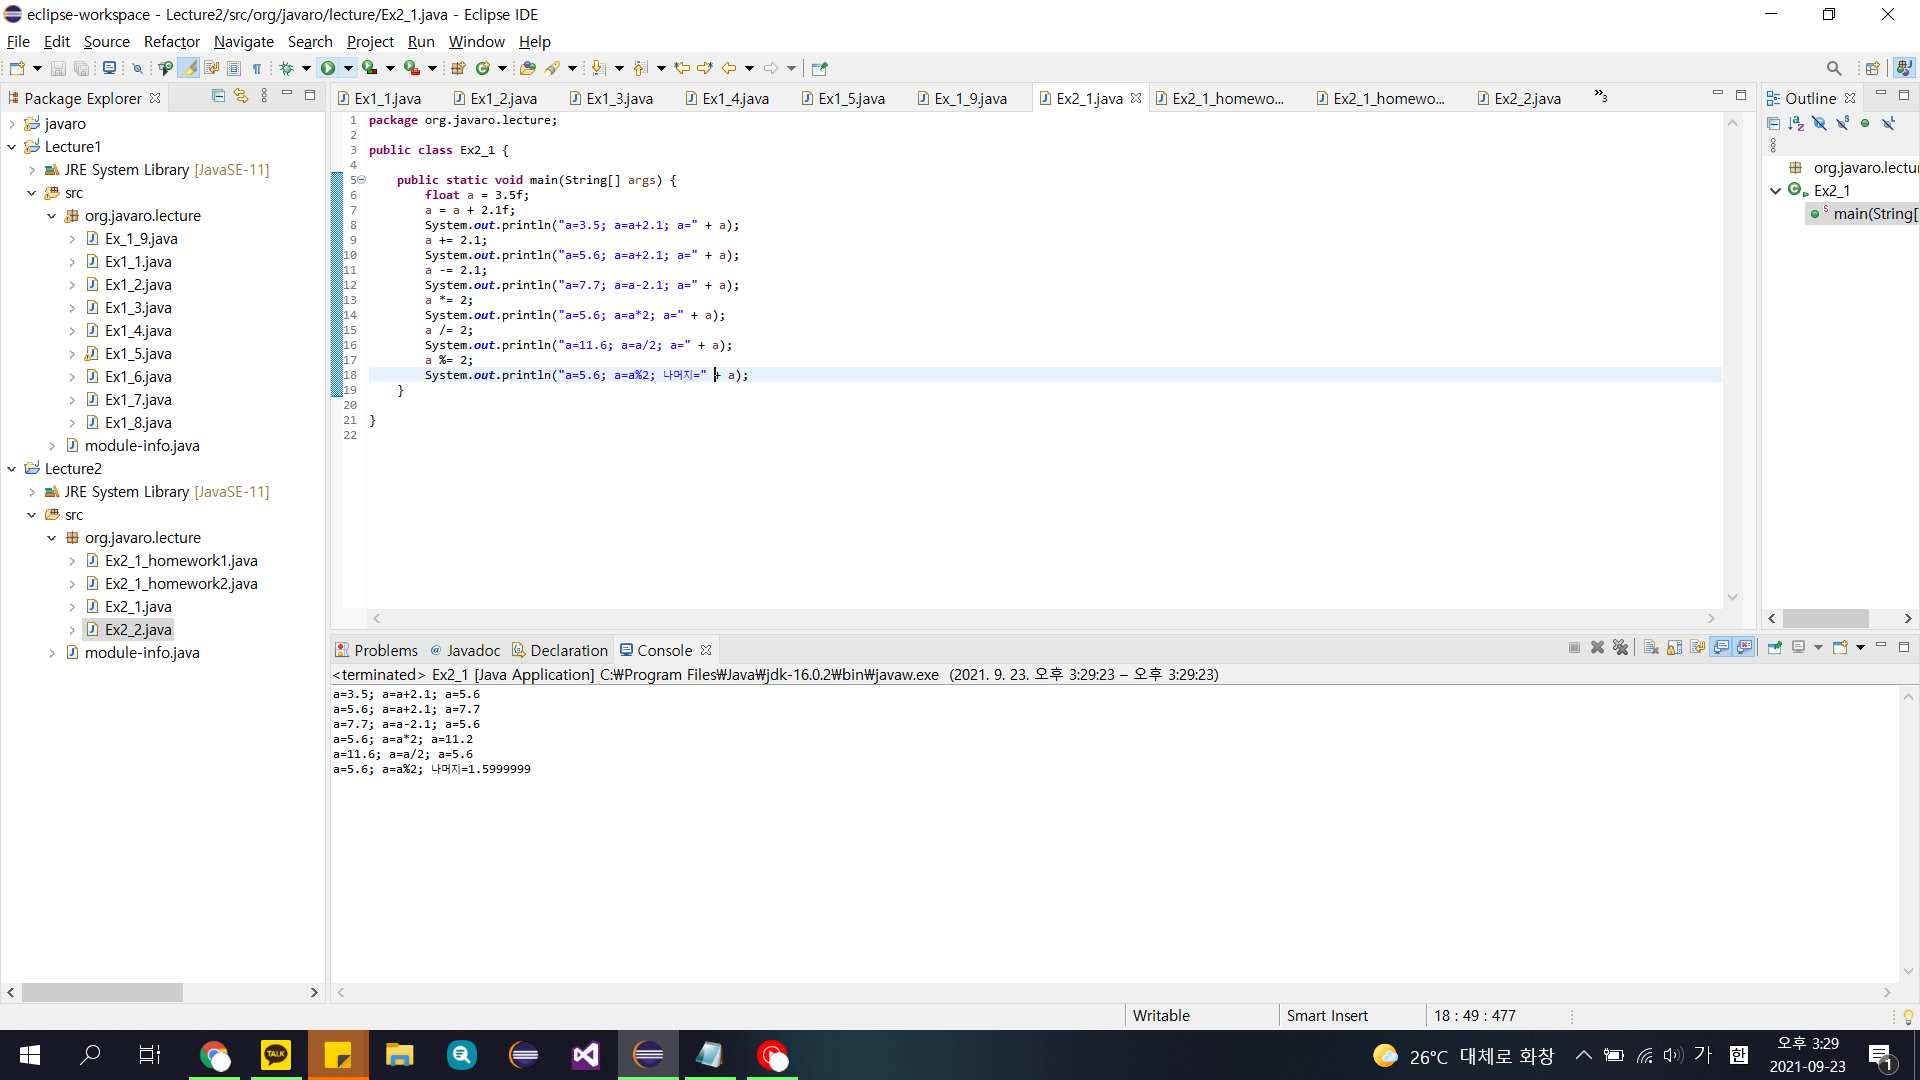 eclipse-workspace - Lecture2/src/org/javaro/lecture/Ex2_1.java - Eclipse IDE
File Edit Source Refactor Navigate Search Project Run Window Help
Package Explorer
javaro
Lecture1
JRE System Library [JavaSE-11]
src
org.javaro.lecture
Ex_1_9.java
Ex1_1.java
Ex1_2.java
Ex1_3.java
Ex1_4.java
Ex1_5.java
Ex1_6.java
Ex1_7.java
Ex1_8.java
module-info.java
Lecture2
JRE System Library [JavaSE-11]
src
org.javaro.lecture
Ex2_1_homework1.java
Ex2_1_homework2.java
Ex2_1.java
Ex2_2.java
module-info.java
Ex1_1.java Ex1_2.java Ex1_3.java Ex1_4.java Ex1_5.java Ex_1_9.java Ex2_1.java Ex2_1_homewo... Ex2_1_homewo... Ex2_2.java »3
1 package org.javaro.lecture;
2
3 public class Ex2_1 {
4
5 public static void main(String[] args) {
6 float a = 3.5f;
7 a = a + 2.1f;
8 System.out.println("a=3.5; a=a+2.1; a=" + a);
9 a += 2.1;
10 System.out.println("a=5.6; a=a+2.1; a=" + a);
11 a -= 2.1;
12 System.out.println("a=7.7; a=a-2.1; a=" + a);
13 a *= 2;
14 System.out.println("a=5.6; a=a*2; a=" + a);
15 a /= 2;
16 System.out.println("a=11.6; a=a/2; a=" + a);
17 a %= 2;
18 System.out.println("a=5.6; a=a%2; 나머지=" + a);
19 }
20
21 }
22
Outline
org.javaro.lectu
Ex2_1
main(String[
Problems @ Javadoc Declaration Console
<terminated> Ex2_1 [Java Application] C:₩Program Files₩Java₩jdk-16.0.2₩bin₩javaw.exe (2021. 9. 23. 오후 3:29:23 – 오후 3:29:23)
a=3.5; a=a+2.1; a=5.6
a=5.6; a=a+2.1; a=7.7
a=7.7; a=a-2.1; a=5.6
a=5.6; a=a*2; a=11.2
a=11.6; a=a/2; a=5.6
a=5.6; a=a%2; 나머지=1.5999999
Writable Smart Insert 18 : 49 : 477
TALK
26°C 대체로 화창
가 한
오후 3:29
2021-09-23
1